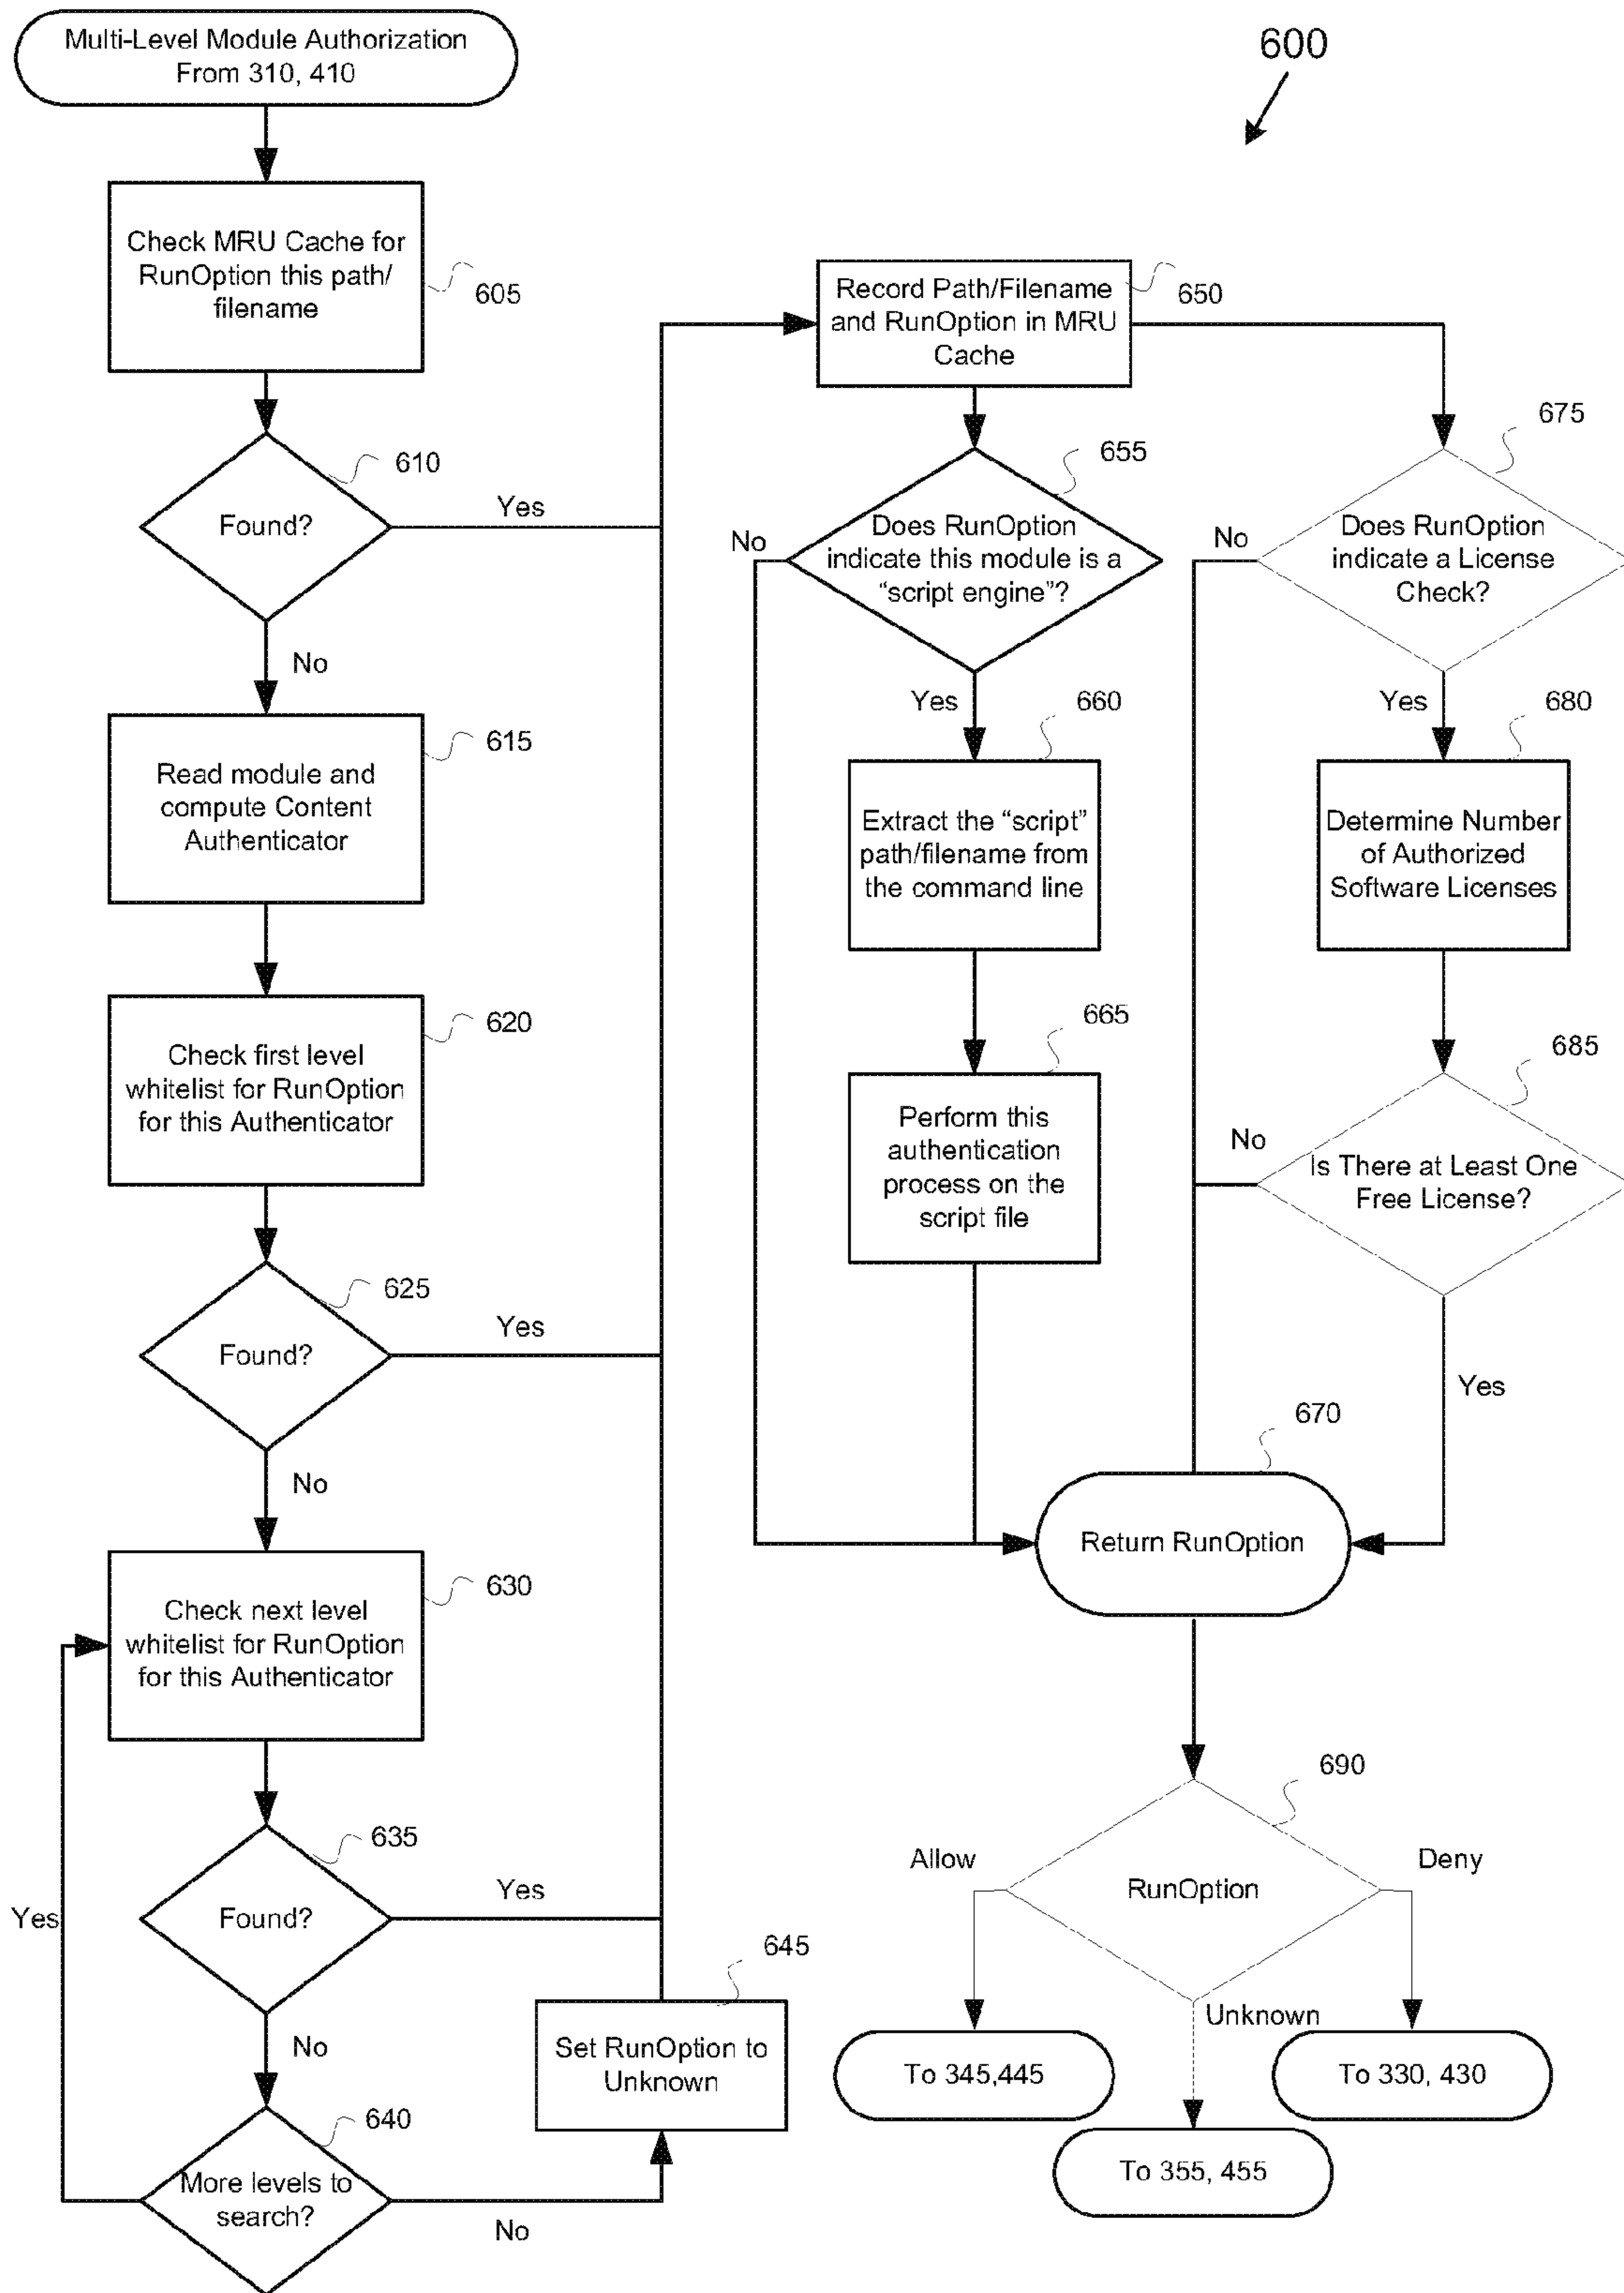 Multi-Level Module Authorization
From 310, 410
600
Check MRU Cache for
RunOption this path/
filename
605
610
Found?
Yes
No
Read module and
compute Content
Authenticator
615
Check first level
whitelist for RunOption
for this Authenticator
620
625
Found?
Yes
No
Check next level
whitelist for RunOption
for this Authenticator
630
635
Found?
Yes
Yes
No
640
More levels to
search?
No
645
Set RunOption to
Unknown
Record Path/Filename
and RunOption in MRU
Cache
650
655
No
Does RunOption
indicate this module is a
“script engine”?
Yes
660
Extract the “script”
path/filename from
the command line
665
Perform this
authentication
process on the
script file
675
No
Does RunOption
indicate a License
Check?
Yes
680
Determine Number
of Authorized
Software Licenses
685
No
Is There at Least One
Free License?
Yes
670
Return RunOption
690
Allow
RunOption
Deny
Unknown
To 345,445
To 330, 430
To 355, 455